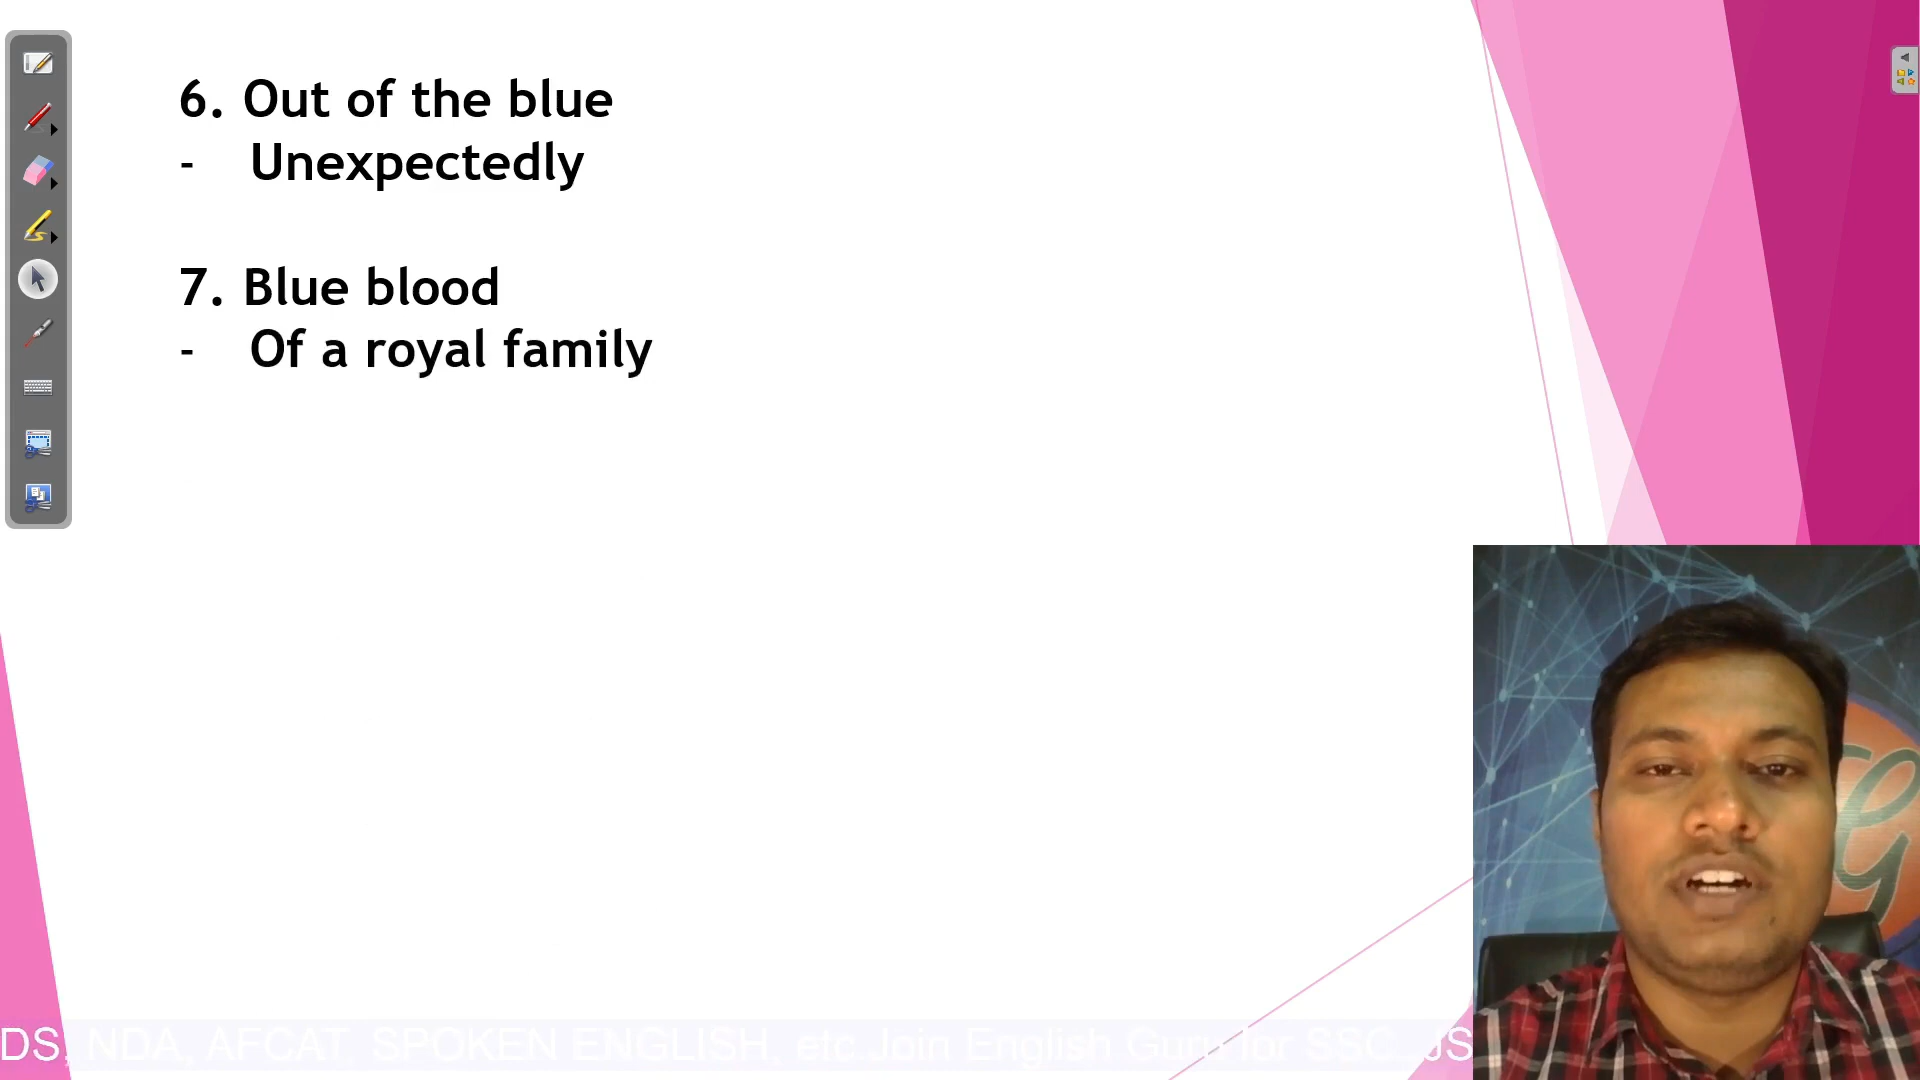 6. Out of the blue
- Unexpectedly
7. Blue blood
- Of a royal family
G
DS, NDA, AFCAT, SPOKEN ENGLISH, etc Join English Guru for SSC, JS